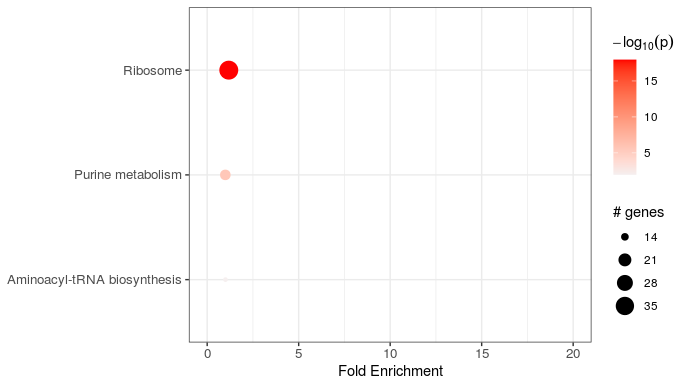 Ribosome
Purine metabolism
Aminoacyl-tRNA biosynthesis
0 5 10 15 20
Fold Enrichment
−log10(p)
15
10
5
# genes
14
21
28
35